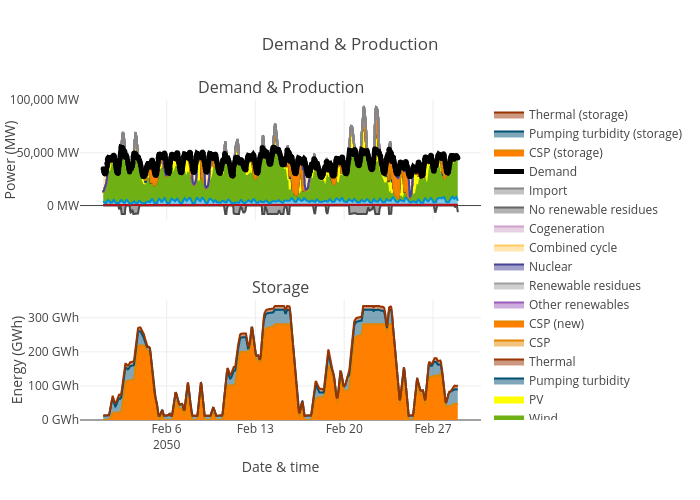 Demand & Production
Demand & Production
100,000 MW
50,000 MW
0 MW
Power (MW)
Storage
300 GWh
200 GWh
100 GWh
0 GWh
Energy (GWh)
Feb 6
2050
Feb 13
Feb 20
Feb 27
Date & time
Thermal (storage)
Pumping turbidity (storage)
CSP (storage)
Demand
Import
No renewable residues
Cogeneration
Combined cycle
Nuclear
Renewable residues
Other renewables
CSP (new)
CSP
Thermal
Pumping turbidity
PV
Wind